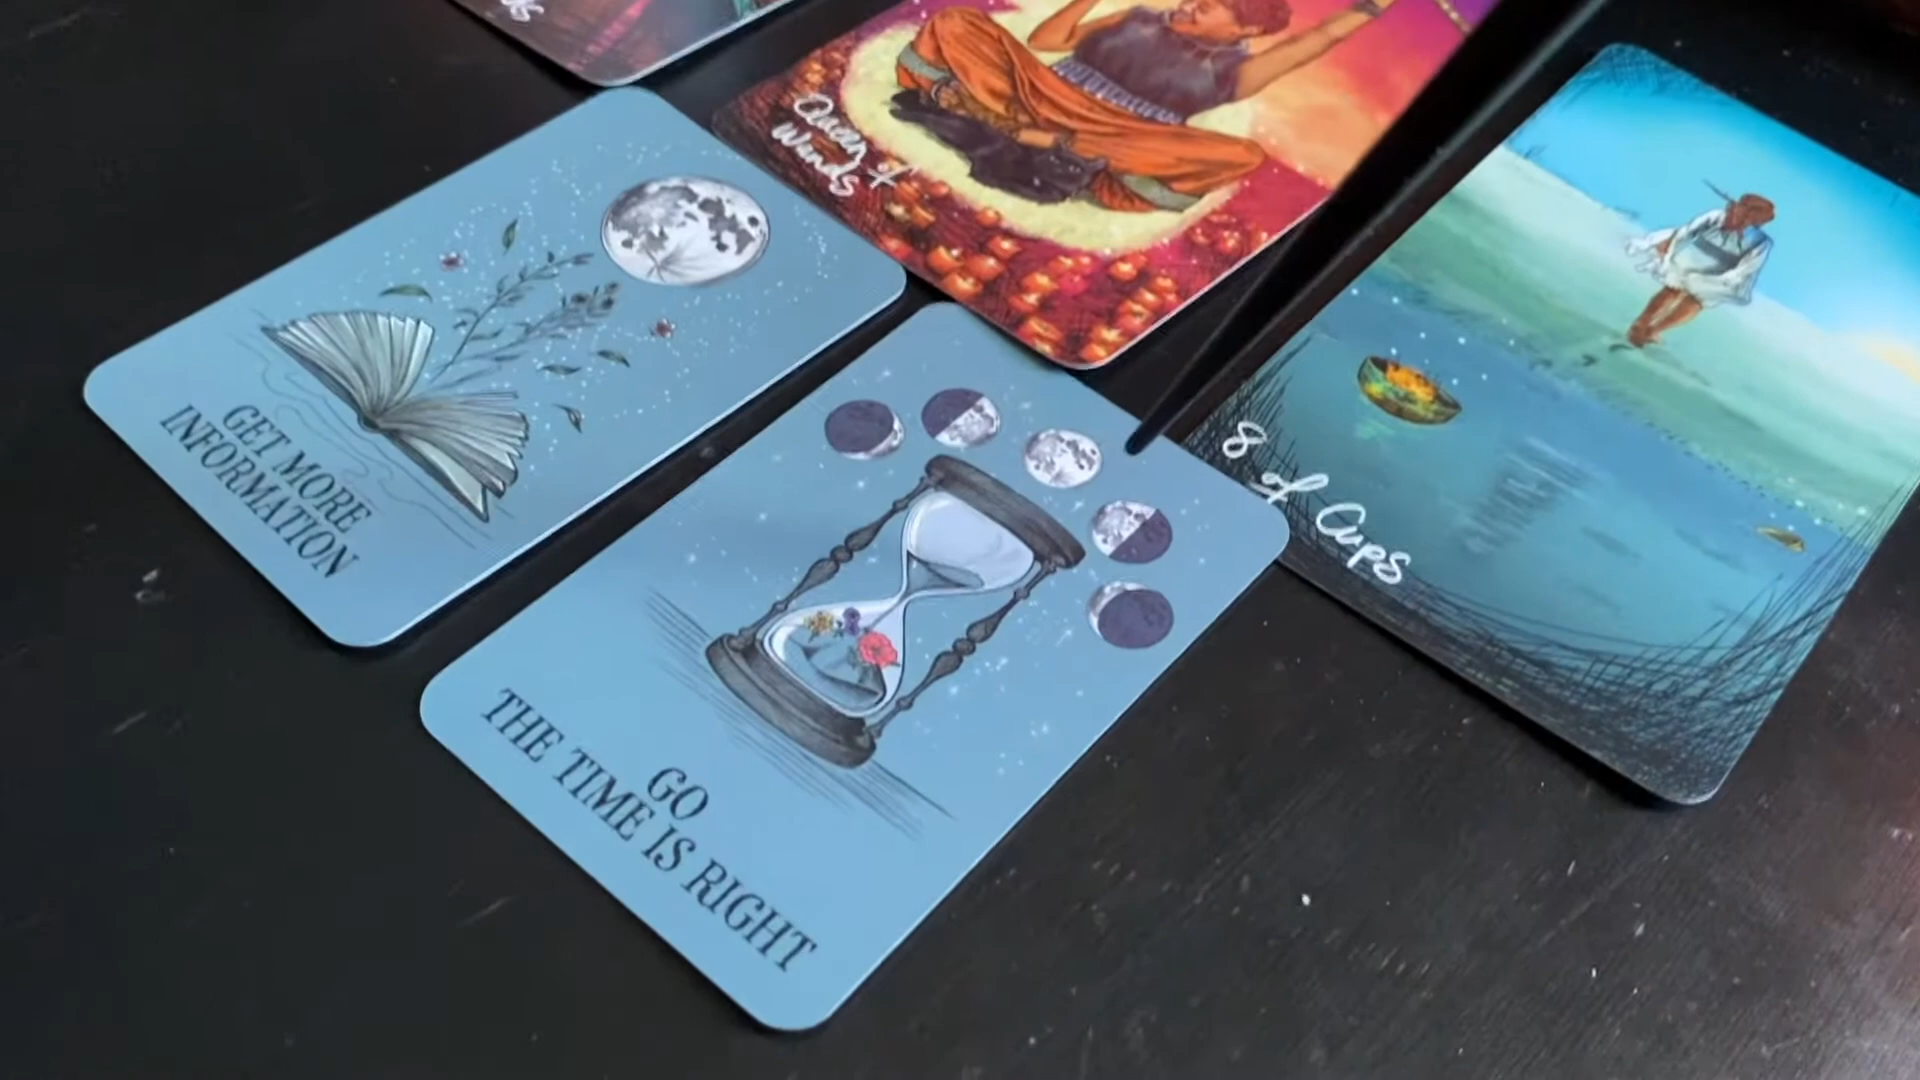 Queen of
Wands
GET MORE
INFORMATION
8 of Cups
GO
THE TIME IS RIGHT